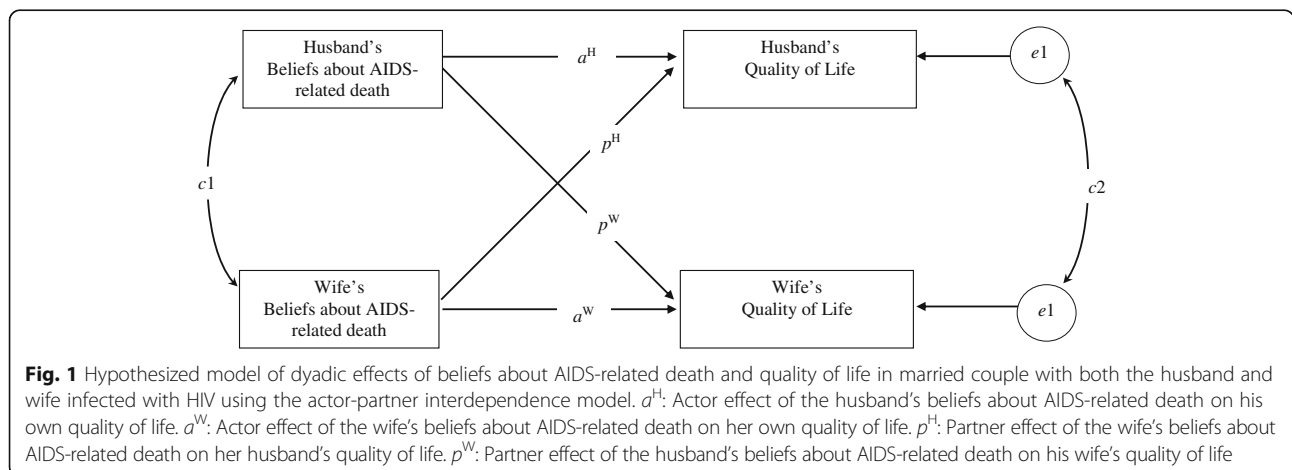 Husband's
Beliefs about AIDS-
related death
a^H
Husband's
Quality of Life
e1
p^H
c1
c2
p^W
Wife's
Beliefs about AIDS-
related death
a^W
Wife's
Quality of Life
e1
Fig. 1 Hypothesized model of dyadic effects of beliefs about AIDS-related death and quality of life in married couple with both the husband and
wife infected with HIV using the actor-partner interdependence model. a^H: Actor effect of the husband's beliefs about AIDS-related death on his
own quality of life. a^W: Actor effect of the wife's beliefs about AIDS-related death on her own quality of life. p^H: Partner effect of the wife's beliefs about
AIDS-related death on her husband's quality of life. p^W: Partner effect of the husband's beliefs about AIDS-related death on his wife's quality of life